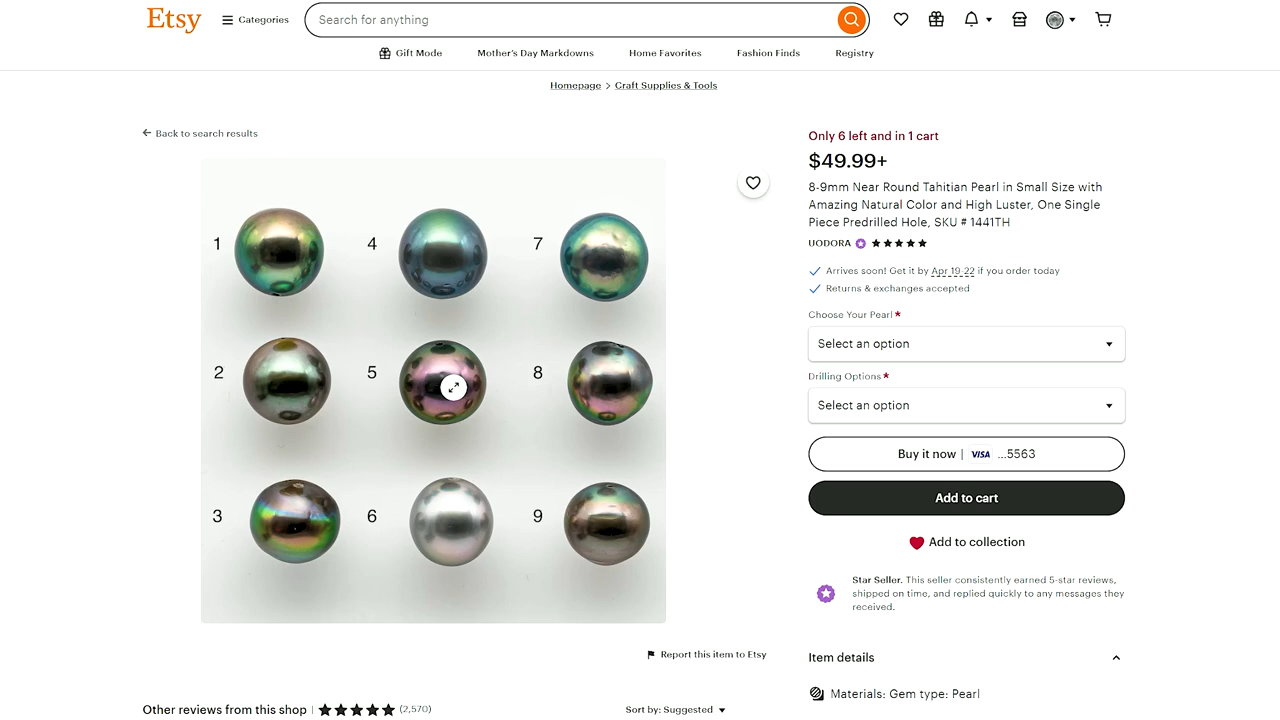 Etsy
Categories
Search for anything
Gift Mode
Mother's Day Markdowns
Home Favorites
Fashion Finds
Registry
Homepage > Craft Supplies & Tools
Back to search results
1
4
7
2
5
8
3
6
9
Report this item to Etsy
Other reviews from this shop | (2,570)
Sort by: Suggested
Only 6 left and in 1 cart
$49.99+
8-9mm Near Round Tahitian Pearl in Small Size with
Amazing Natural Color and High Luster, One Single
Piece Predrilled Hole, SKU # 1441TH
UODORA
Arrives soon! Get it by Apr 19-22 if you order today
Returns & exchanges accepted
Choose Your Pearl *
Select an option
Drilling Options *
Select an option
Buy it now | VISA ...5563
Add to cart
Add to collection
Star Seller. This seller consistently earned 5-star reviews,
shipped on time, and replied quickly to any messages they
received.
Item details
Materials: Gem type: Pearl